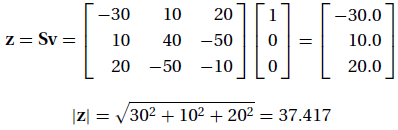 z = Sv = [ −30 10 20 ; 10 40 −50 ; 20 −50 −10 ] [ 1 ; 0 ; 0 ] = [ −30.0 ; 10.0 ; 20.0 ]
|z| = √(30² + 10² + 20²) = 37.417